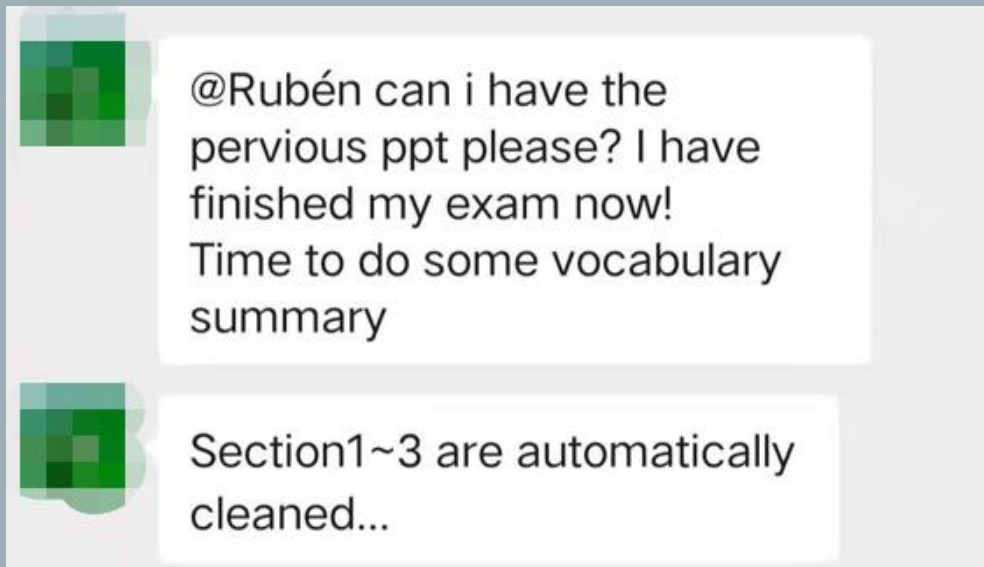 @Rubén can i have the
pervious ppt please? I have
finished my exam now!
Time to do some vocabulary
summary
Section1~3 are automatically
cleaned...